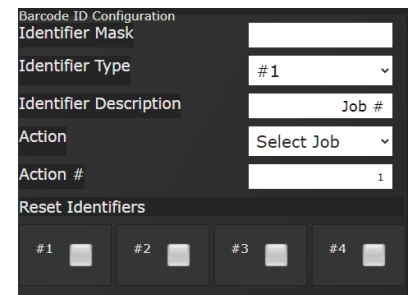 Barcode ID Configuration
Identifier Mask
Identifier Type #1
Identifier Description Job #
Action Select Job
Action # 1
Reset Identifiers
#1 #2 #3 #4